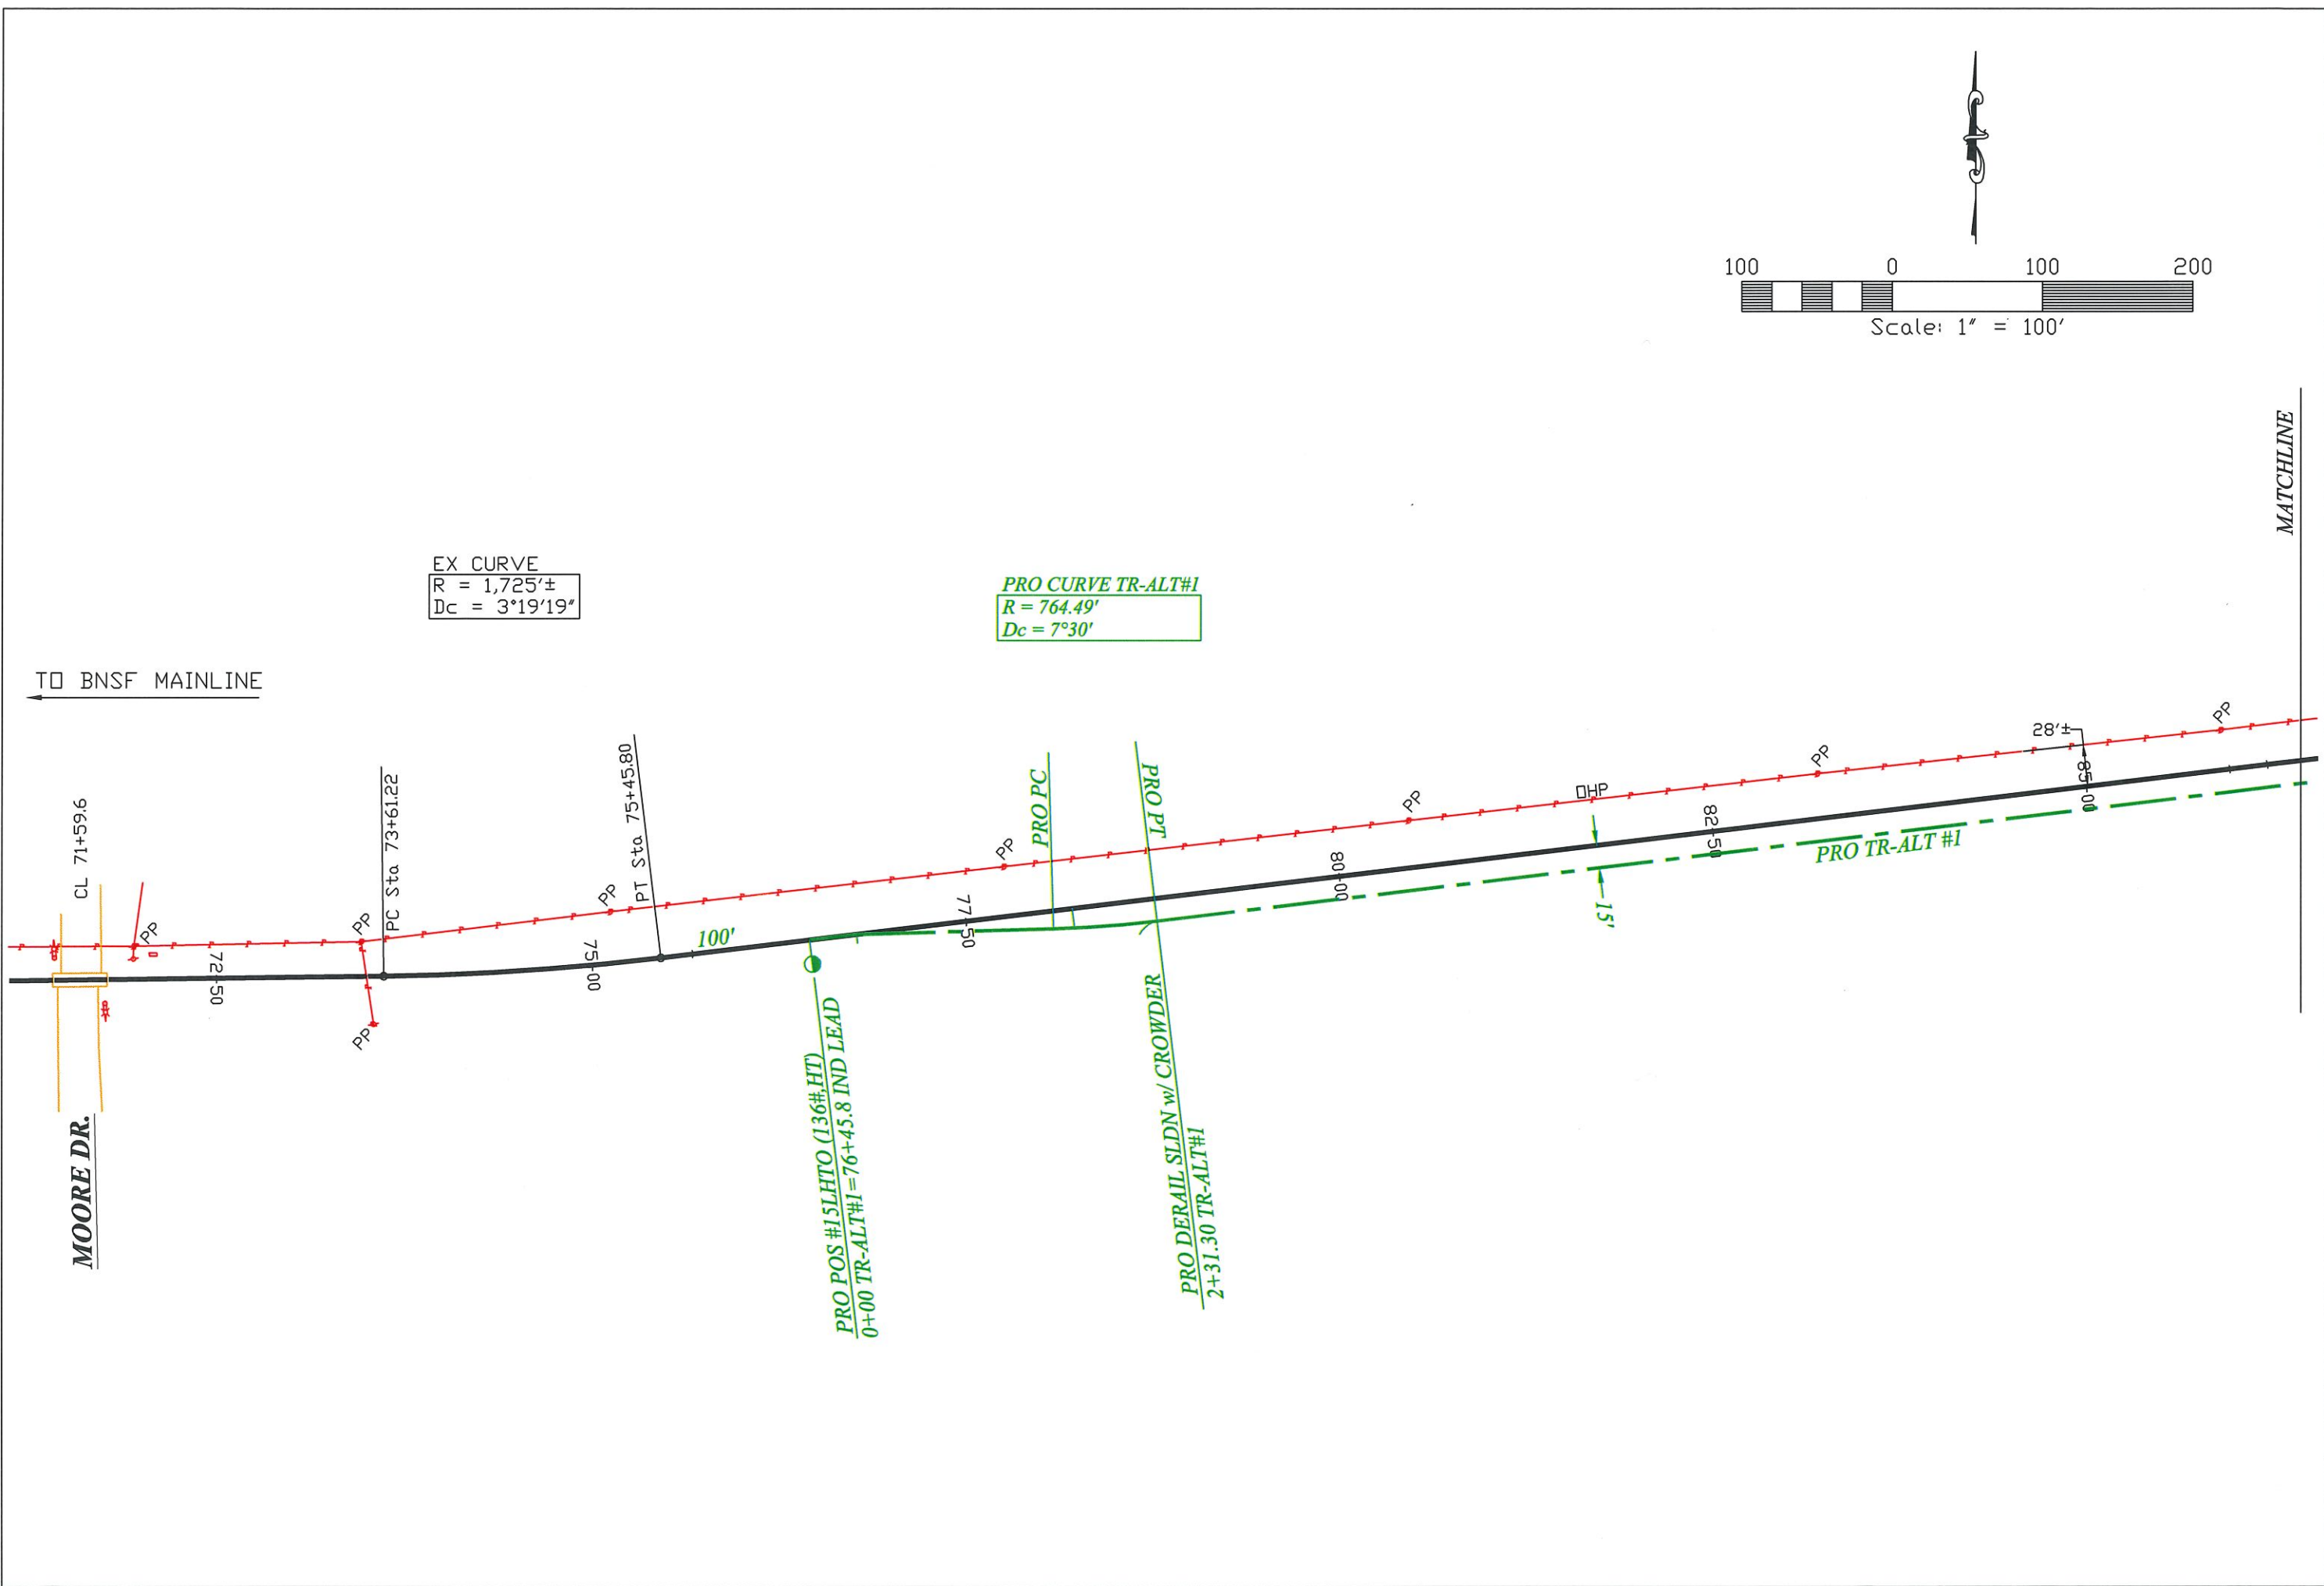 100 0 100 200
Scale: 1" = 100'
MATCHLINE
EX CURVE
R = 1,725'±
Dc = 3°19'19"
PRO CURVE TR-ALT#1
R = 764.49'
Dc = 7°30'
TO BNSF MAINLINE
CL 71+59.6
PC Sta 73+61.22
PT Sta 75+45.80
PRO PC
PRO PT
28'±
PP
PP
PP
PP
PP
PP
PP
PP
PP
OHP
72+50
75+00
77+50
80+00
82+50
85+00
100'
15'
PRO TR-ALT #1
MOORE DR.
PRO POS #15LHTO (136#,HT)
0+00 TR-ALT#1=76+45.8 IND LEAD
PRO DERAIL SLDN w/ CROWDER
2+31.30 TR-ALT#1